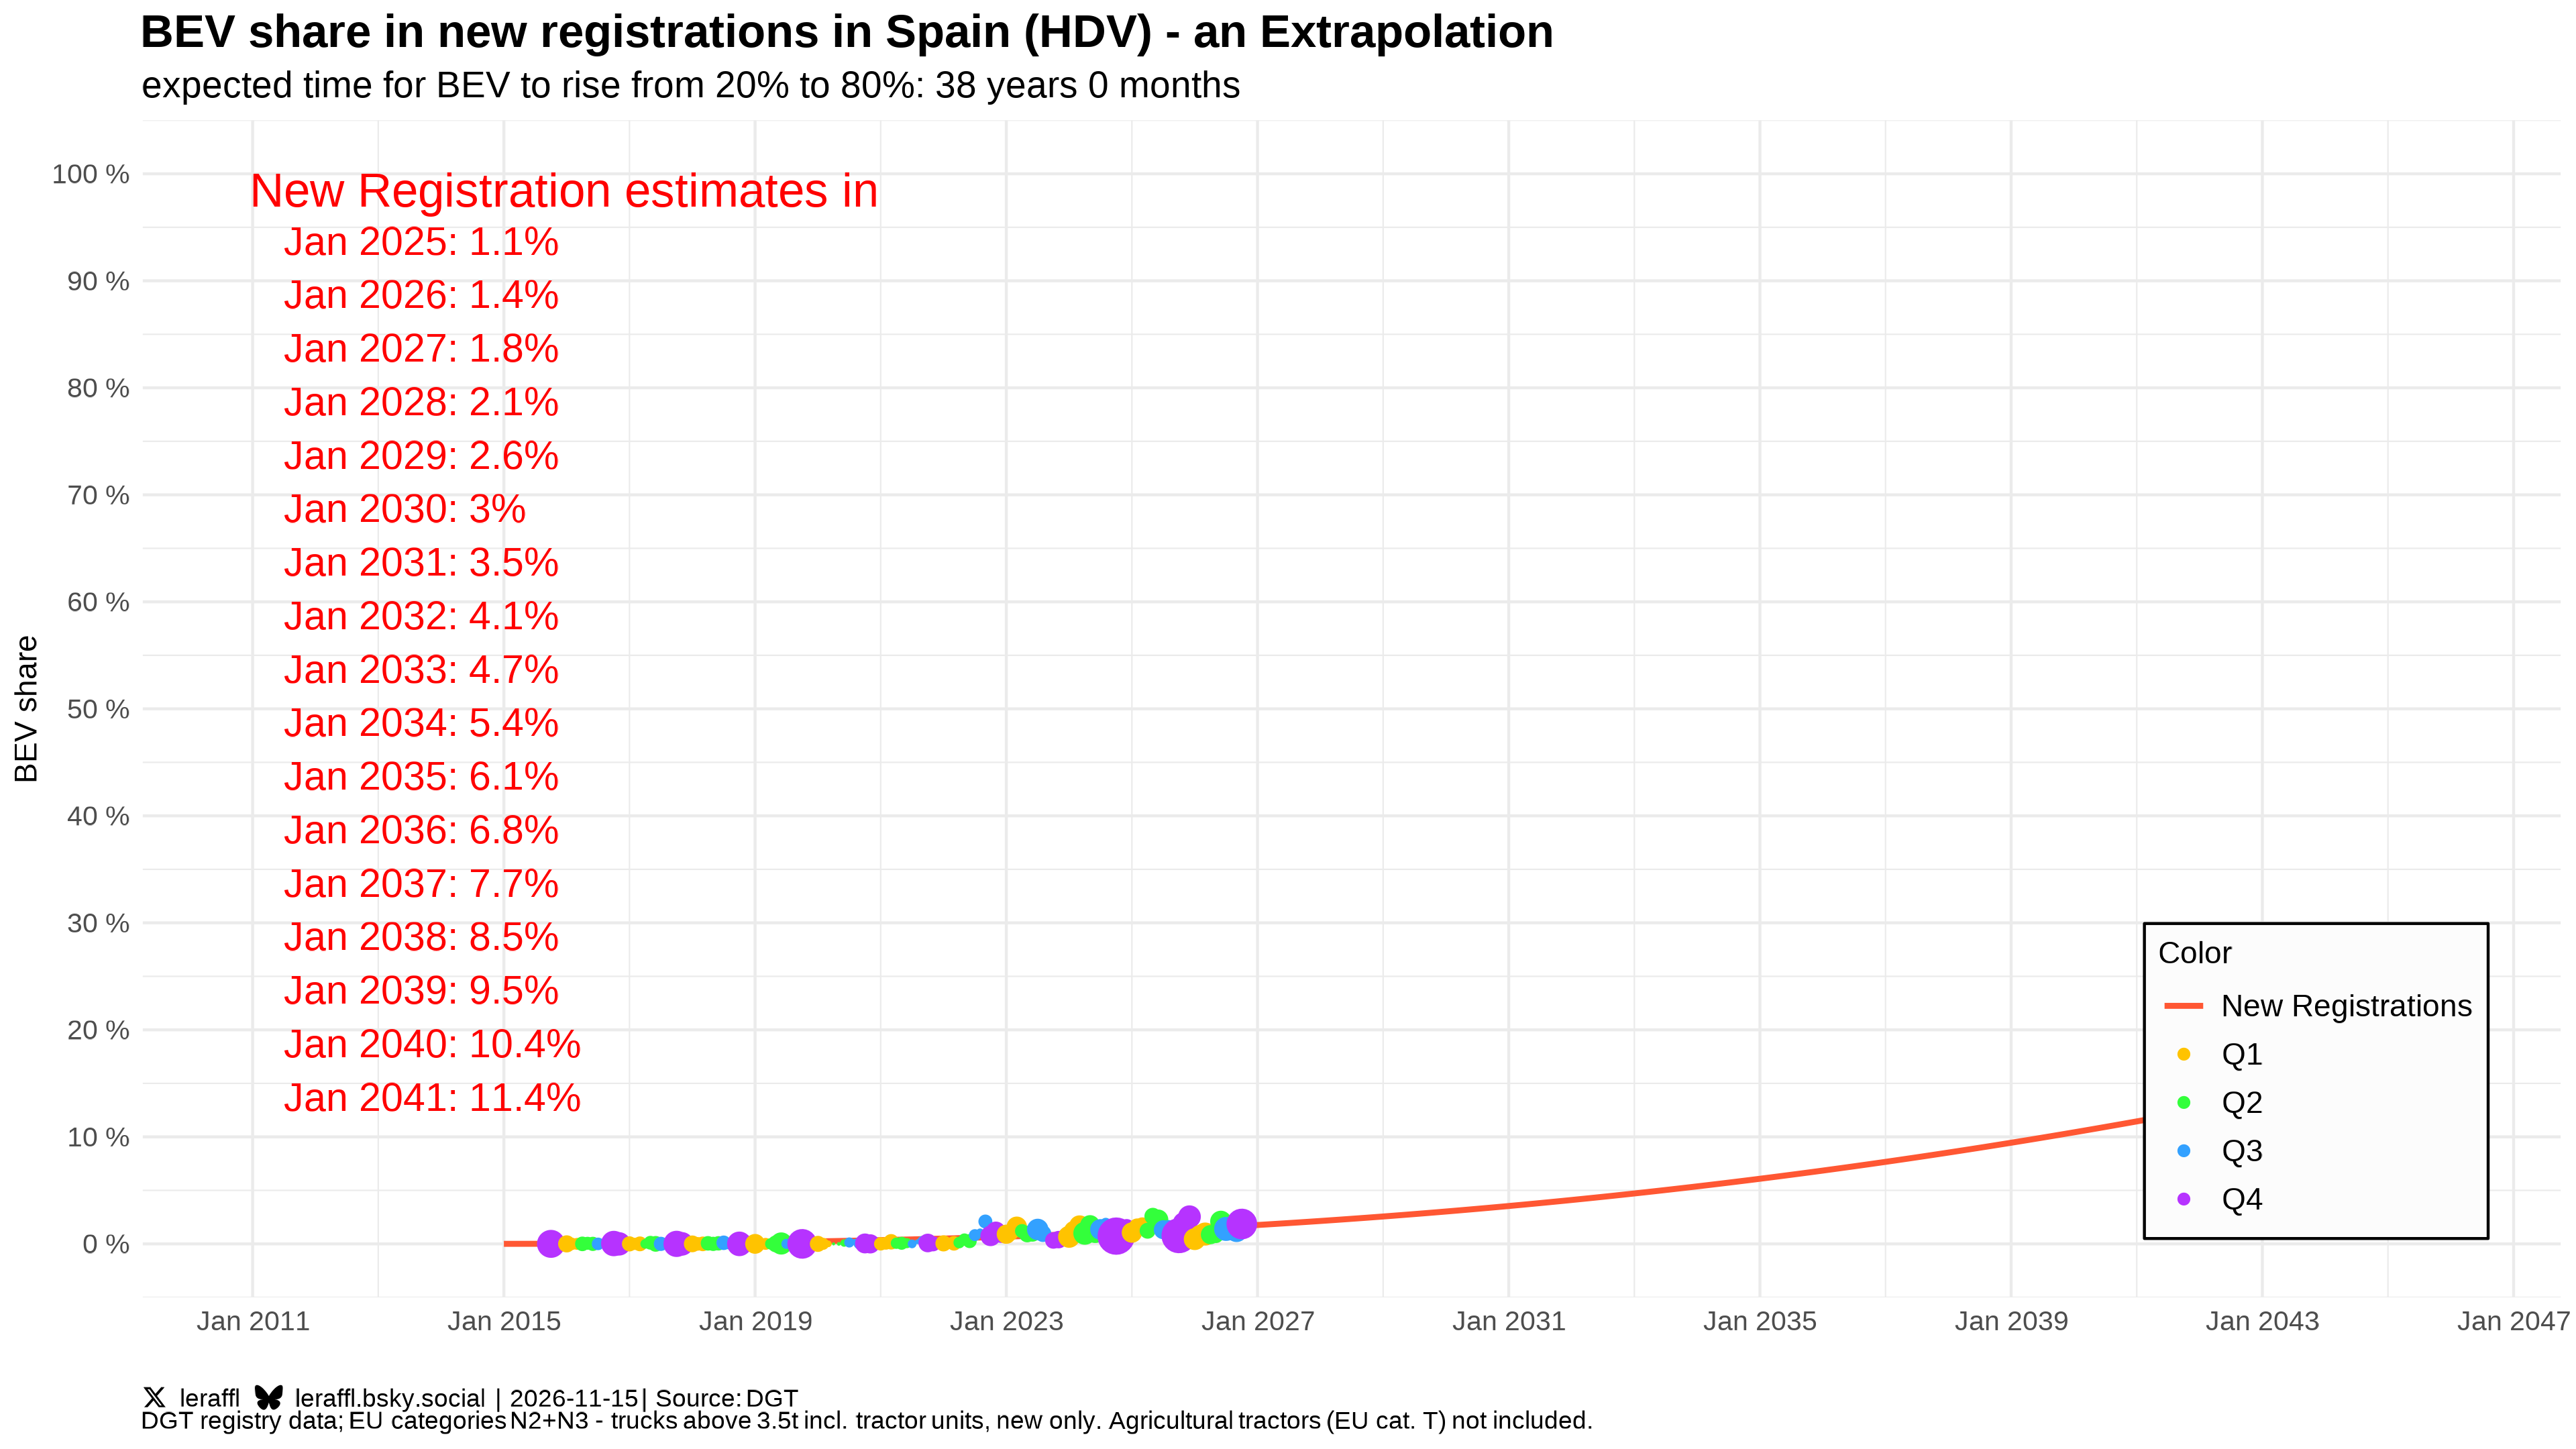 BEV share in new registrations in Spain (HDV) - an Extrapolation
expected time for BEV to rise from 20% to 80%: 38 years 0 months
New Registration estimates in
Jan 2025: 1.1%
Jan 2026: 1.4%
Jan 2027: 1.8%
Jan 2028: 2.1%
Jan 2029: 2.6%
Jan 2030: 3%
Jan 2031: 3.5%
Jan 2032: 4.1%
Jan 2033: 4.7%
Jan 2034: 5.4%
Jan 2035: 6.1%
Jan 2036: 6.8%
Jan 2037: 7.7%
Jan 2038: 8.5%
Jan 2039: 9.5%
Jan 2040: 10.4%
Jan 2041: 11.4%
BEV share
100 %
90 %
80 %
70 %
60 %
50 %
40 %
30 %
20 %
10 %
0 %
Jan 2011
Jan 2015
Jan 2019
Jan 2023
Jan 2027
Jan 2031
Jan 2035
Jan 2039
Jan 2043
Jan 2047
Color
New Registrations
Q1
Q2
Q3
Q4
leraffl leraffl.bsky.social | 2026-11-15| Source: DGT
DGT registry data; EU categories N2+N3 - trucks above 3.5t incl. tractor units, new only. Agricultural tractors (EU cat. T) not included.